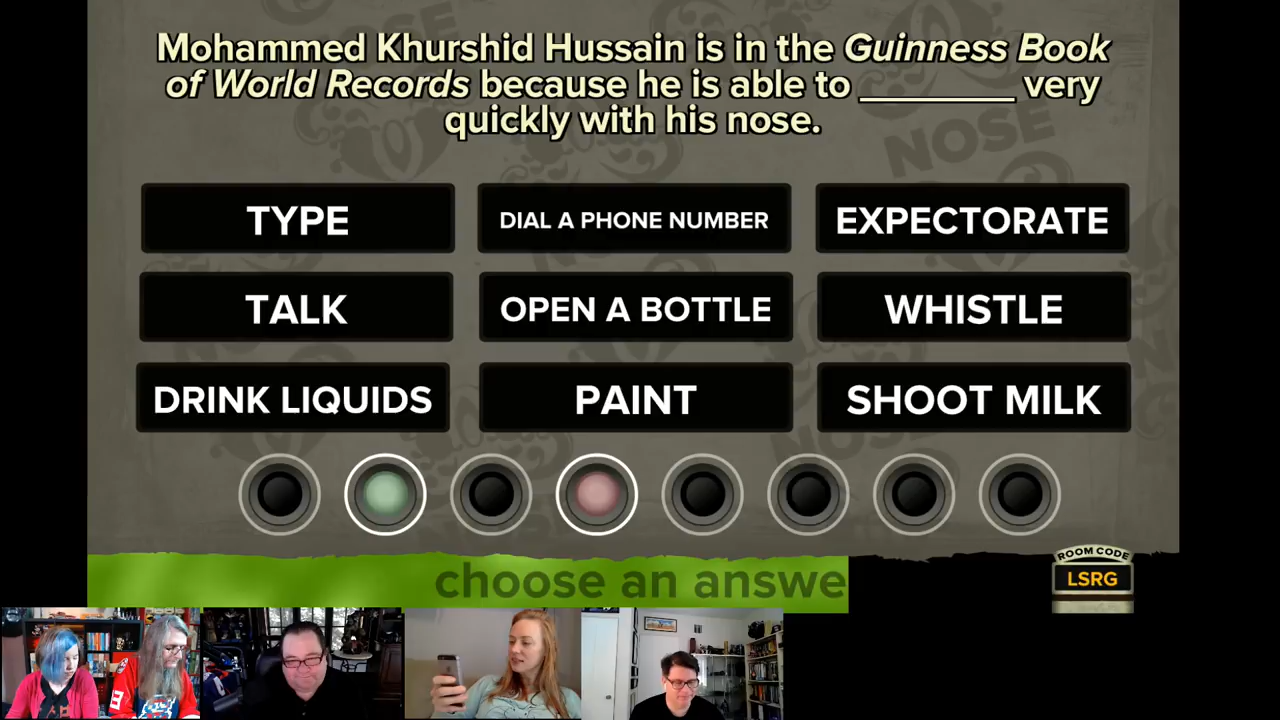 Mohammed Khurshid Hussain is in the Guinness Book
of World Records because he is able to ________ very
quickly with his nose.
NOSE
TYPE
DIAL A PHONE NUMBER
EXPECTORATE
TALK
OPEN A BOTTLE
WHISTLE
DRINK LIQUIDS
PAINT
SHOOT MILK
choose an answe
ROOM CODE
LSRG